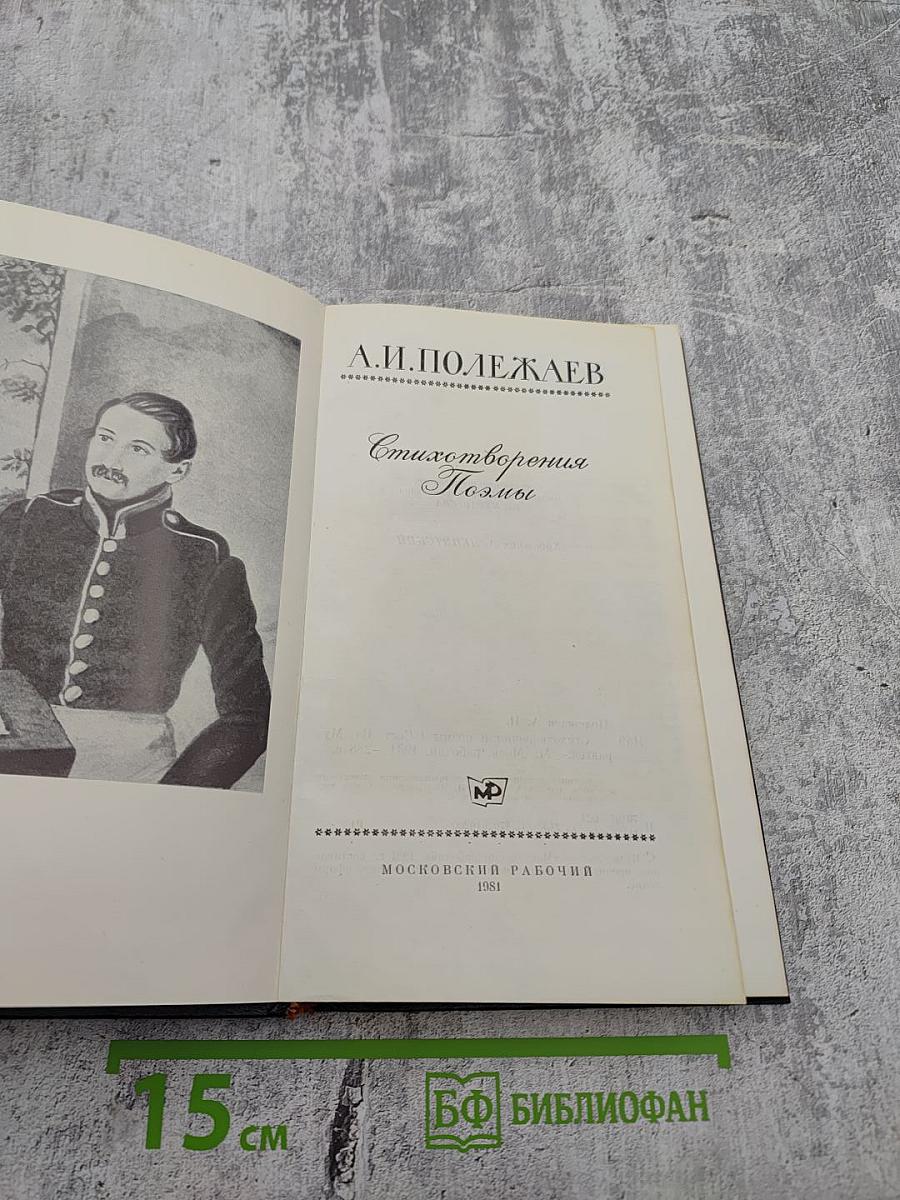 А.И.ПОЛЕЖАЕВ
Стихотворения
Поэмы
МР
МОСКОВСКИЙ РАБОЧИЙ
1981
15 см
БФ БИБЛИОФАН